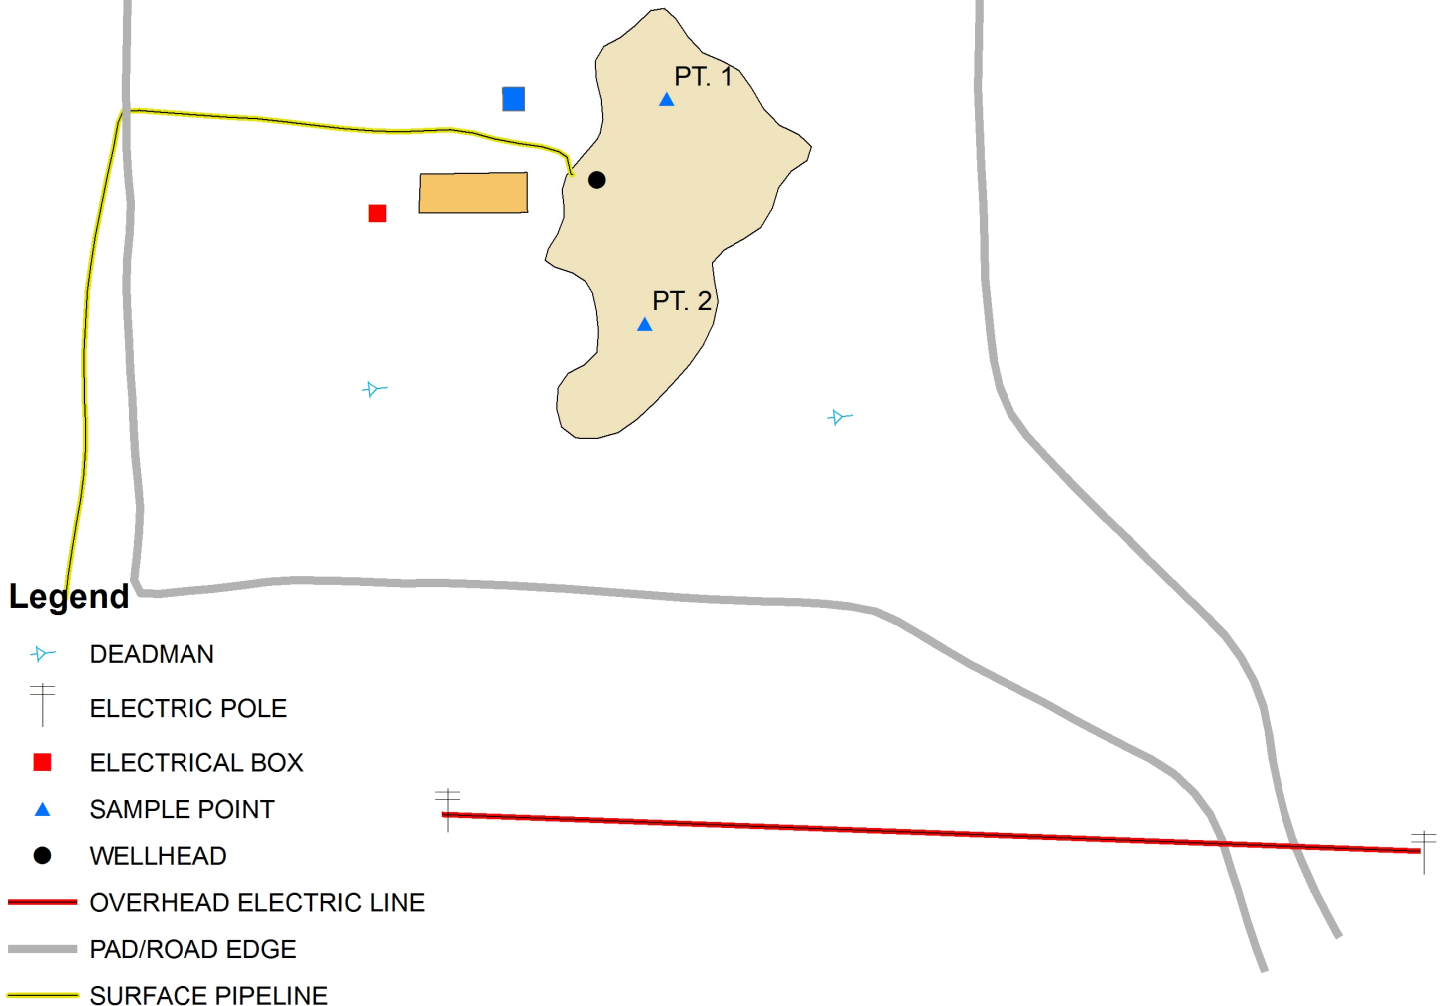 PT. 1
PT. 2
Legend
DEADMAN
ELECTRIC POLE
ELECTRICAL BOX
SAMPLE POINT
WELLHEAD
OVERHEAD ELECTRIC LINE
PAD/ROAD EDGE
SURFACE PIPELINE